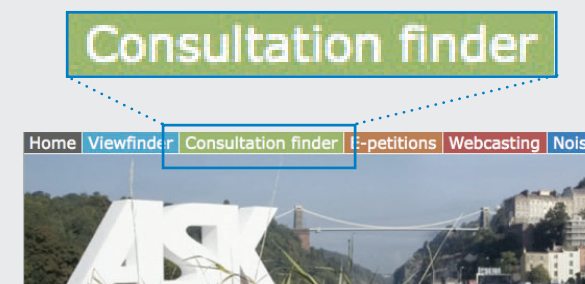 Consultation finder
Home Viewfinder Consultation finder E-petitions Webcasting
ASK